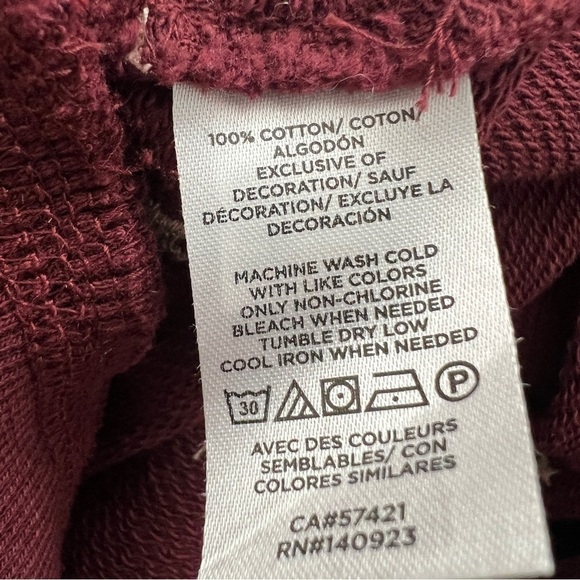 100% COTTON/ COTON/
ALGODÓN
EXCLUSIVE OF
DECORATION/ SAUF
DÉCORATION/ EXCLUYE LA
DECORACIÓN
MACHINE WASH COLD
WITH LIKE COLORS
ONLY NON-CHLORINE
BLEACH WHEN NEEDED
TUMBLE DRY LOW
COOL IRON WHEN NEEDED
30 P
AVEC DES COULEURS
SEMBLABLES/ CON
COLORES SIMILARES
CA#57421
RN#140923